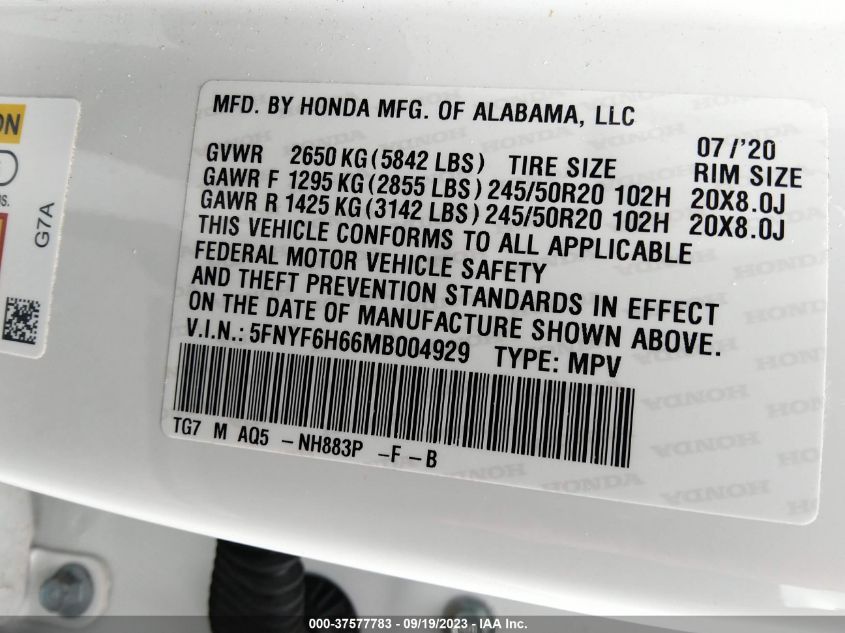 MFD. BY HONDA MFG. OF ALABAMA, LLC
07/'20
GVWR 2650 KG (5842 LBS) TIRE SIZE RIM SIZE
GAWR F 1295 KG (2855 LBS) 245/50R20 102H 20X8.0J
GAWR R 1425 KG (3142 LBS) 245/50R20 102H 20X8.0J
THIS VEHICLE CONFORMS TO ALL APPLICABLE
FEDERAL MOTOR VEHICLE SAFETY
AND THEFT PREVENTION STANDARDS IN EFFECT
ON THE DATE OF MANUFACTURE SHOWN ABOVE.
V.I.N.: 5FNYF6H66MB004929 TYPE: MPV
TG7 M AQ5 -NH883P -F-B
G7A
000-37577783 - 09/19/2023 - IAA Inc.